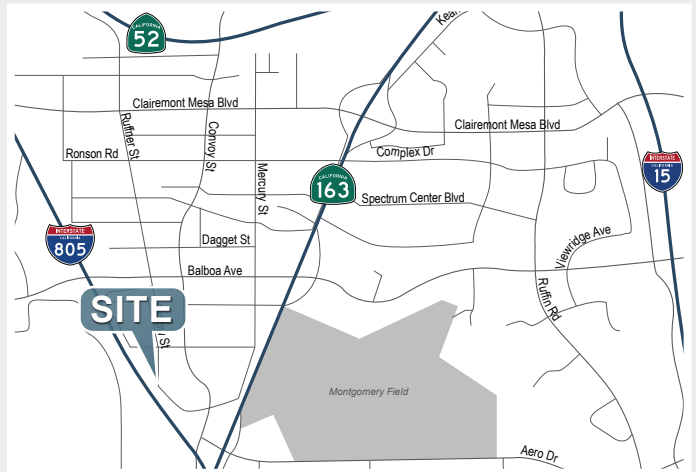 CALIFORNIA
52
Clairemont Mesa Blvd
Ruffner St
Convoy St
Clairemont Mesa Blvd
Ronson Rd
Complex Dr
Mercury St
CALIFORNIA
163
INTERSTATE
15
Spectrum Center Blvd
INTERSTATE
CALIFORNIA
805
Dagget St
Viewridge Ave
Balboa Ave
Ruffin Rd
SITE
St
Montgomery Field
Aero Dr